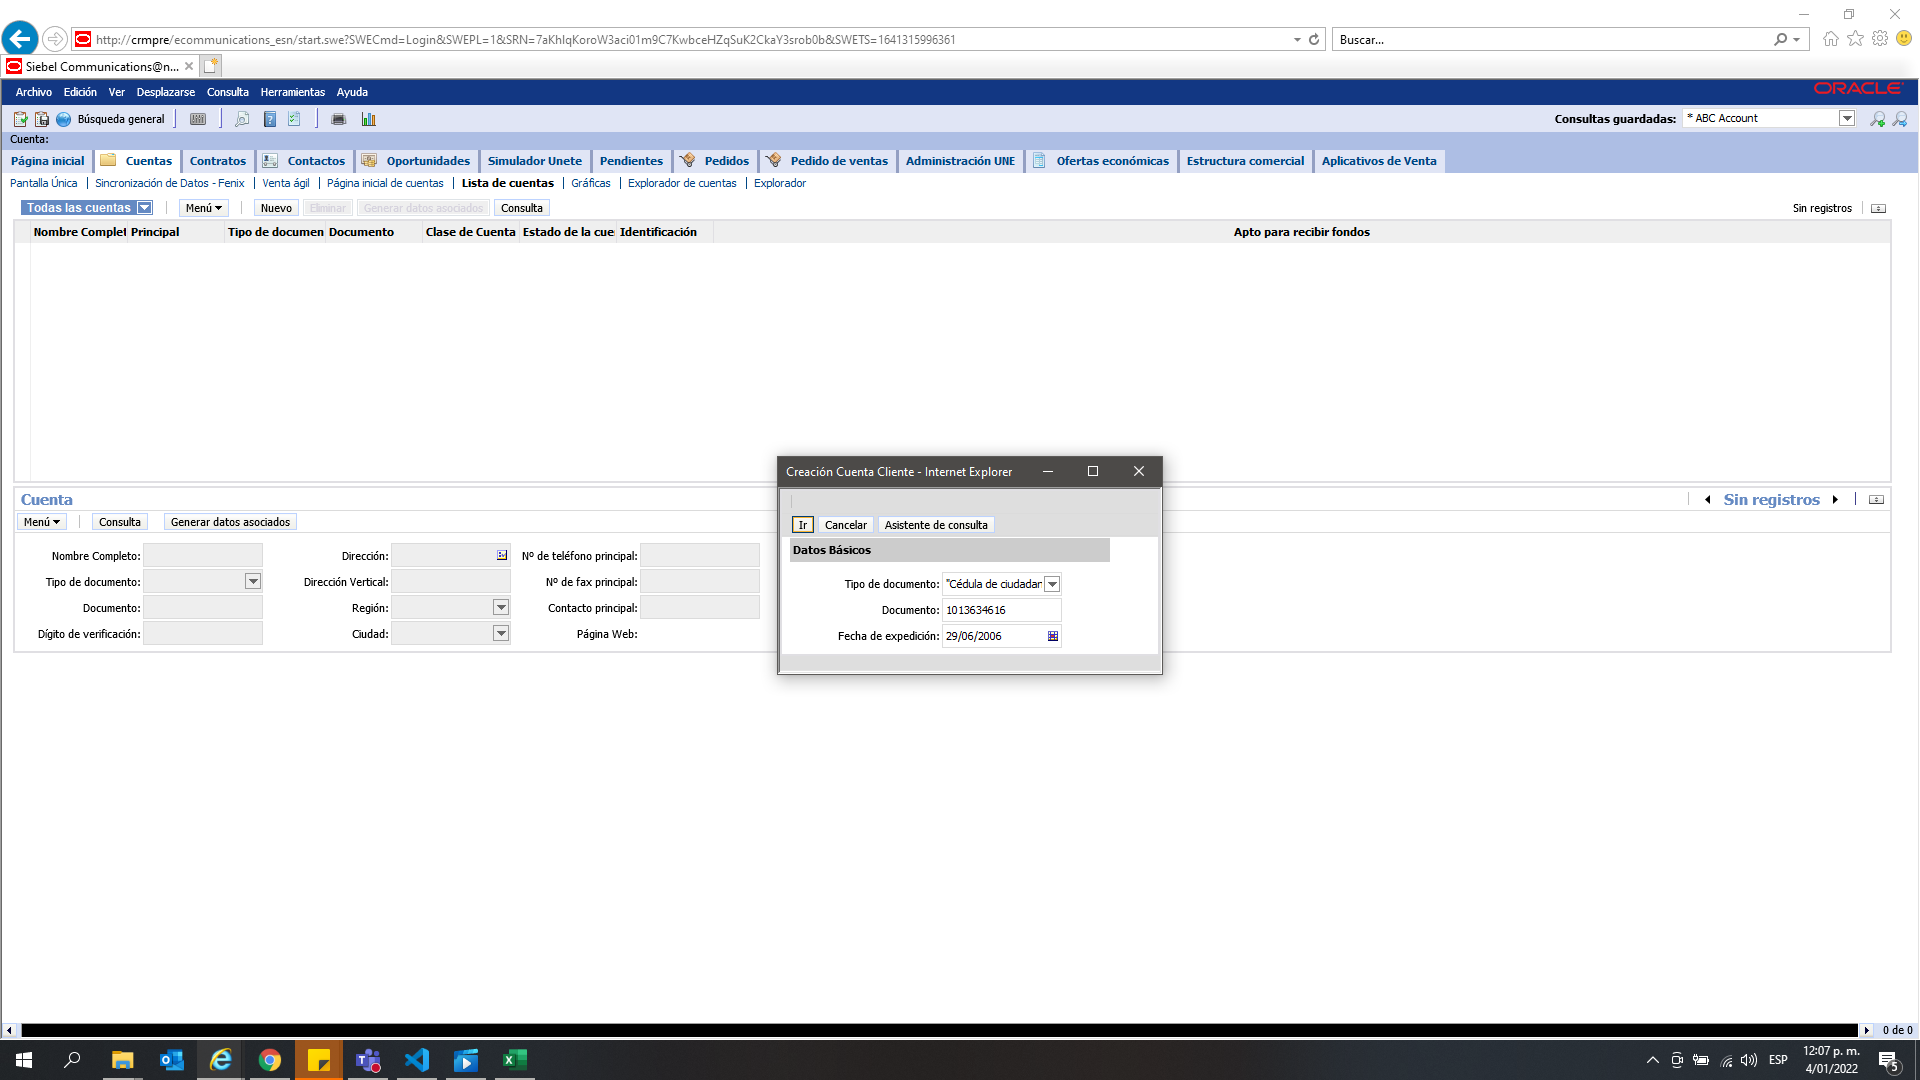 http://crmpre/ecommunications_esn/start.swe?SWECmd=Login&SWEPL=1&SRN=7aKhIqKoroW3aci01m9C7KwbceHZqSuK2CkaY3srob0b&SWETS=1641315996361
Buscar...
Siebel Communications@n...
Archivo Edición Ver Desplazarse Consulta Herramientas Ayuda
ORACLE
Búsqueda general
Consultas guardadas: * ABC Account
Cuenta:
Página inicial Cuentas Contratos Contactos Oportunidades Simulador Unete Pendientes Pedidos Pedido de ventas Administración UNE Ofertas económicas Estructura comercial Aplicativos de Venta
Pantalla Única Sincronización de Datos - Fenix Venta ágil Página inicial de cuentas Lista de cuentas Gráficas Explorador de cuentas Explorador
Todas las cuentas Menú Nuevo Eliminar Generar datos asociados Consulta Sin registros
Nombre Complet Principal Tipo de documen Documento Clase de Cuenta Estado de la cue Identificación Apto para recibir fondos
Creación Cuenta Cliente - Internet Explorer
Ir Cancelar Asistente de consulta
Datos Básicos
Tipo de documento: "Cédula de ciudadan
Documento: 1013634616
Fecha de expedición: 29/06/2006
Cuenta
Sin registros
Menú Consulta Generar datos asociados
Nombre Completo: Dirección: Nº de teléfono principal:
Tipo de documento: Dirección Vertical: Nº de fax principal:
Documento: Región: Contacto principal:
Dígito de verificación: Ciudad: Página Web:
0 de 0
ESP
12:07 p. m.
4/01/2022
5